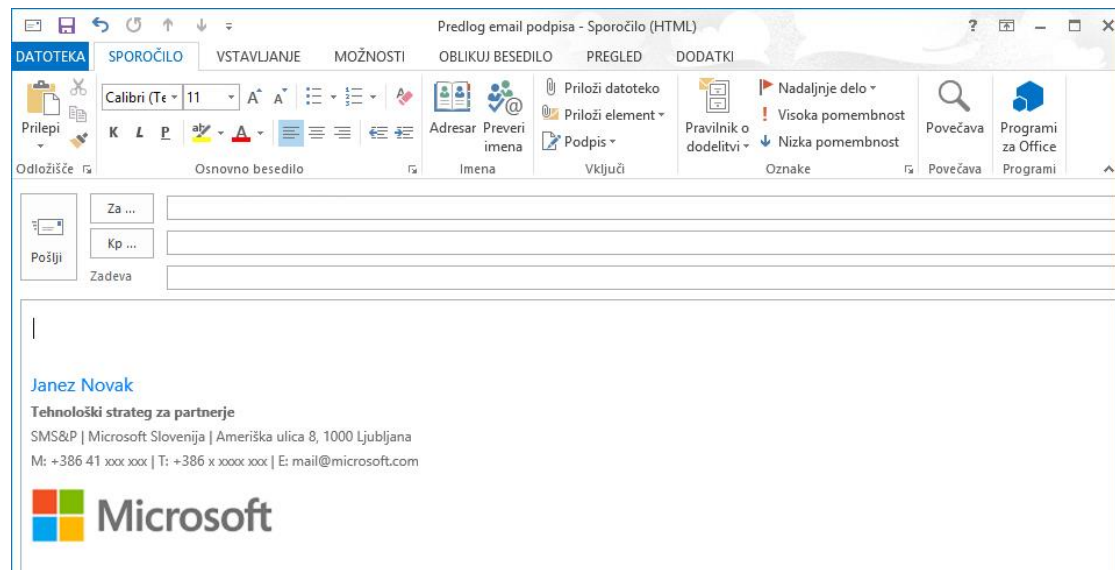 Predlog email podpisa - Sporočilo (HTML)
DATOTEKA SPOROČILO VSTAVLJANJE MOŽNOSTI OBLIKUJ BESEDILO PREGLED DODATKI
Prilepi
Odložišče
Calibri (Te 11
K L P
Osnovno besedilo
Adresar Preveri imena
Imena
Priloži datoteko
Priloži element
Podpis
Vključi
Pravilnik o dodelitvi
Nadaljnje delo
Visoka pomembnost
Nizka pomembnost
Oznake
Povečava
Povečava
Programi za Office
Programi
Pošlji
Za ...
Kp ...
Zadeva
Janez Novak
Tehnološki strateg za partnerje
SMS&P | Microsoft Slovenija | Ameriška ulica 8, 1000 Ljubljana
M: +386 41 xxx xxx | T: +386 x xxxx xxx | E: mail@microsoft.com
Microsoft